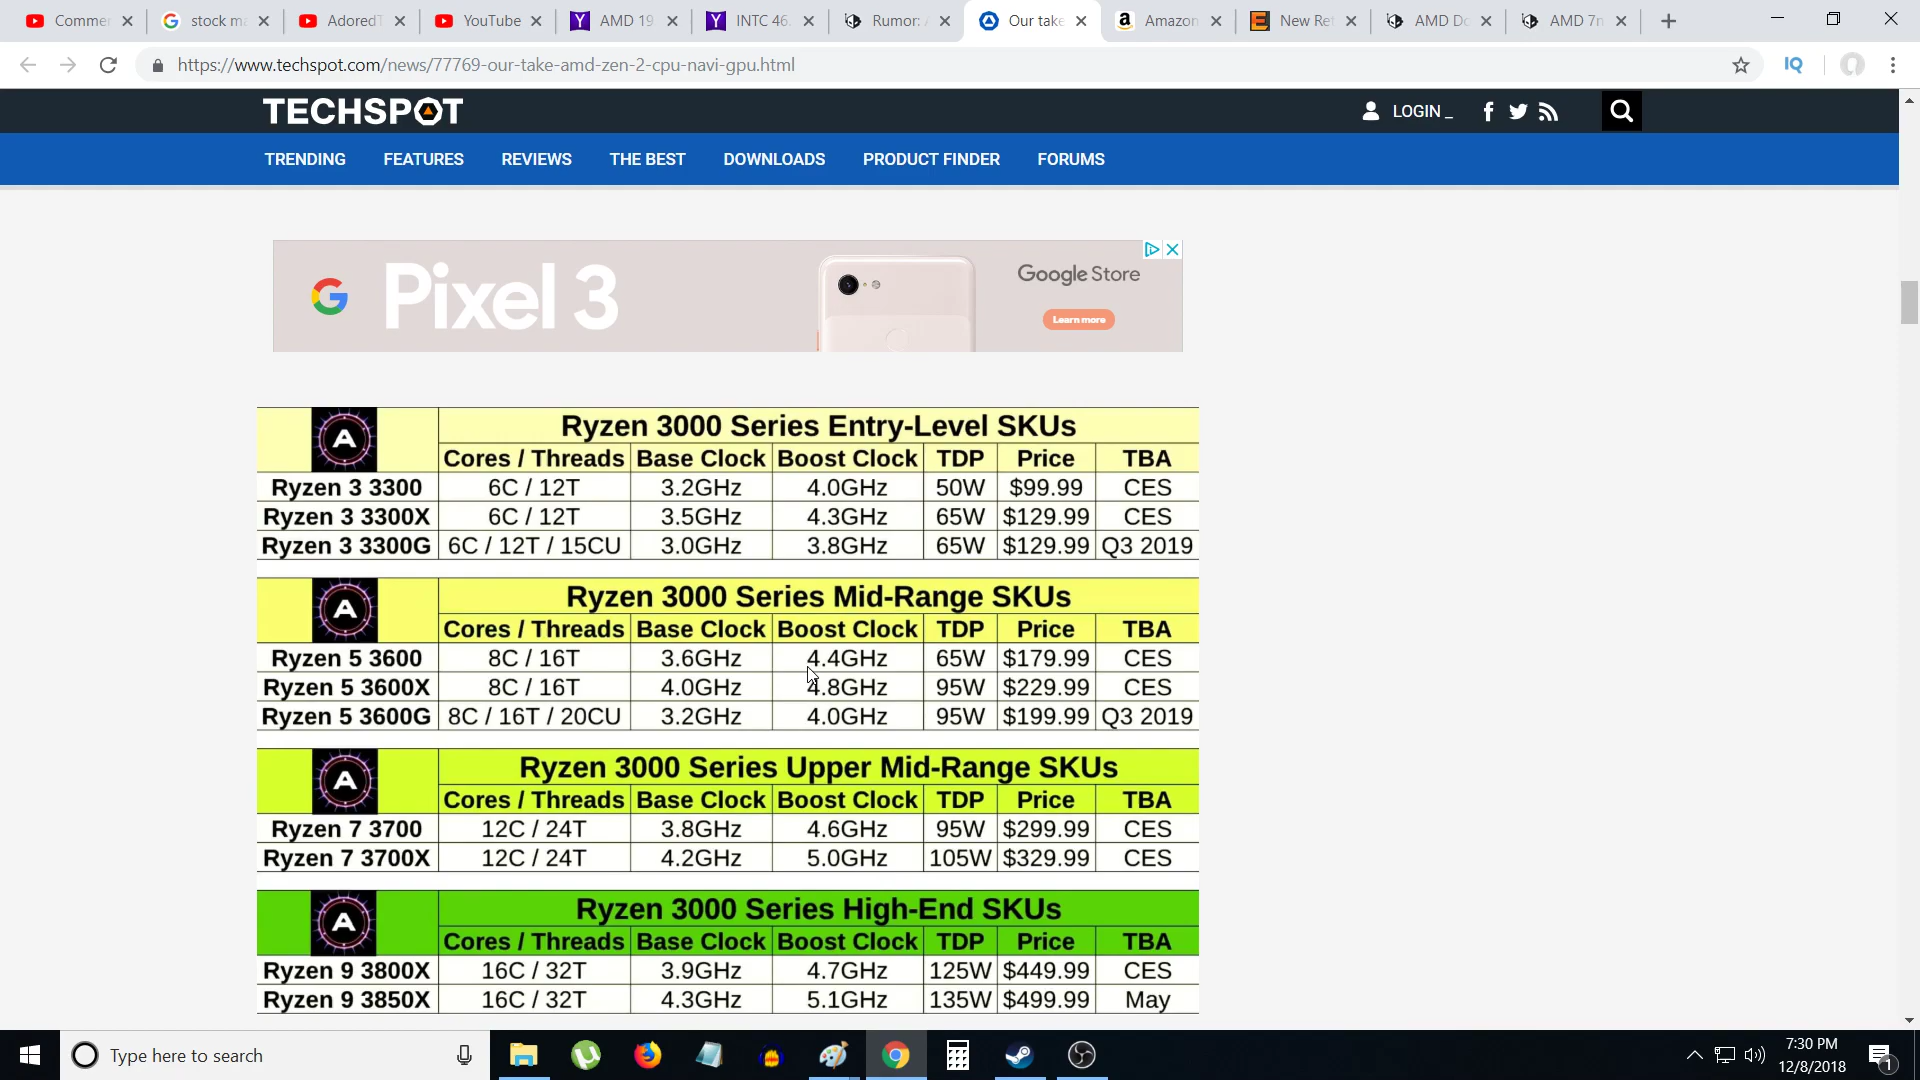 Commer
stock ma
AdoredT
YouTube
AMD 19
INTC 46.
Rumor: A
Our take
Amazon
New Ret
AMD Do
AMD 7n
https://www.techspot.com/news/77769-our-take-amd-zen-2-cpu-navi-gpu.html
IQ
TECHSPOT
LOGIN _
TRENDING FEATURES REVIEWS THE BEST DOWNLOADS PRODUCT FINDER FORUMS
Pixel 3
Google Store
Learn more
Ryzen 3000 Series Entry-Level SKUs
Cores / Threads Base Clock Boost Clock TDP Price TBA
Ryzen 3 3300 6C / 12T 3.2GHz 4.0GHz 50W $99.99 CES
Ryzen 3 3300X 6C / 12T 3.5GHz 4.3GHz 65W $129.99 CES
Ryzen 3 3300G 6C / 12T / 15CU 3.0GHz 3.8GHz 65W $129.99 Q3 2019
Ryzen 3000 Series Mid-Range SKUs
Cores / Threads Base Clock Boost Clock TDP Price TBA
Ryzen 5 3600 8C / 16T 3.6GHz 4.4GHz 65W $179.99 CES
Ryzen 5 3600X 8C / 16T 4.0GHz 4.8GHz 95W $229.99 CES
Ryzen 5 3600G 8C / 16T / 20CU 3.2GHz 4.0GHz 95W $199.99 Q3 2019
Ryzen 3000 Series Upper Mid-Range SKUs
Cores / Threads Base Clock Boost Clock TDP Price TBA
Ryzen 7 3700 12C / 24T 3.8GHz 4.6GHz 95W $299.99 CES
Ryzen 7 3700X 12C / 24T 4.2GHz 5.0GHz 105W $329.99 CES
Ryzen 3000 Series High-End SKUs
Cores / Threads Base Clock Boost Clock TDP Price TBA
Ryzen 9 3800X 16C / 32T 3.9GHz 4.7GHz 125W $449.99 CES
Ryzen 9 3850X 16C / 32T 4.3GHz 5.1GHz 135W $499.99 May
Type here to search
7:30 PM
12/8/2018
1